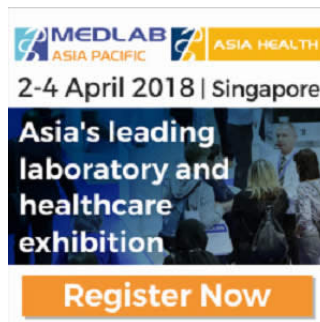 MEDLAB ASIA HEALTH
ASIA PACIFIC
2-4 April 2018 | Singapore
Asia's leading
laboratory and
healthcare
exhibition
Register Now